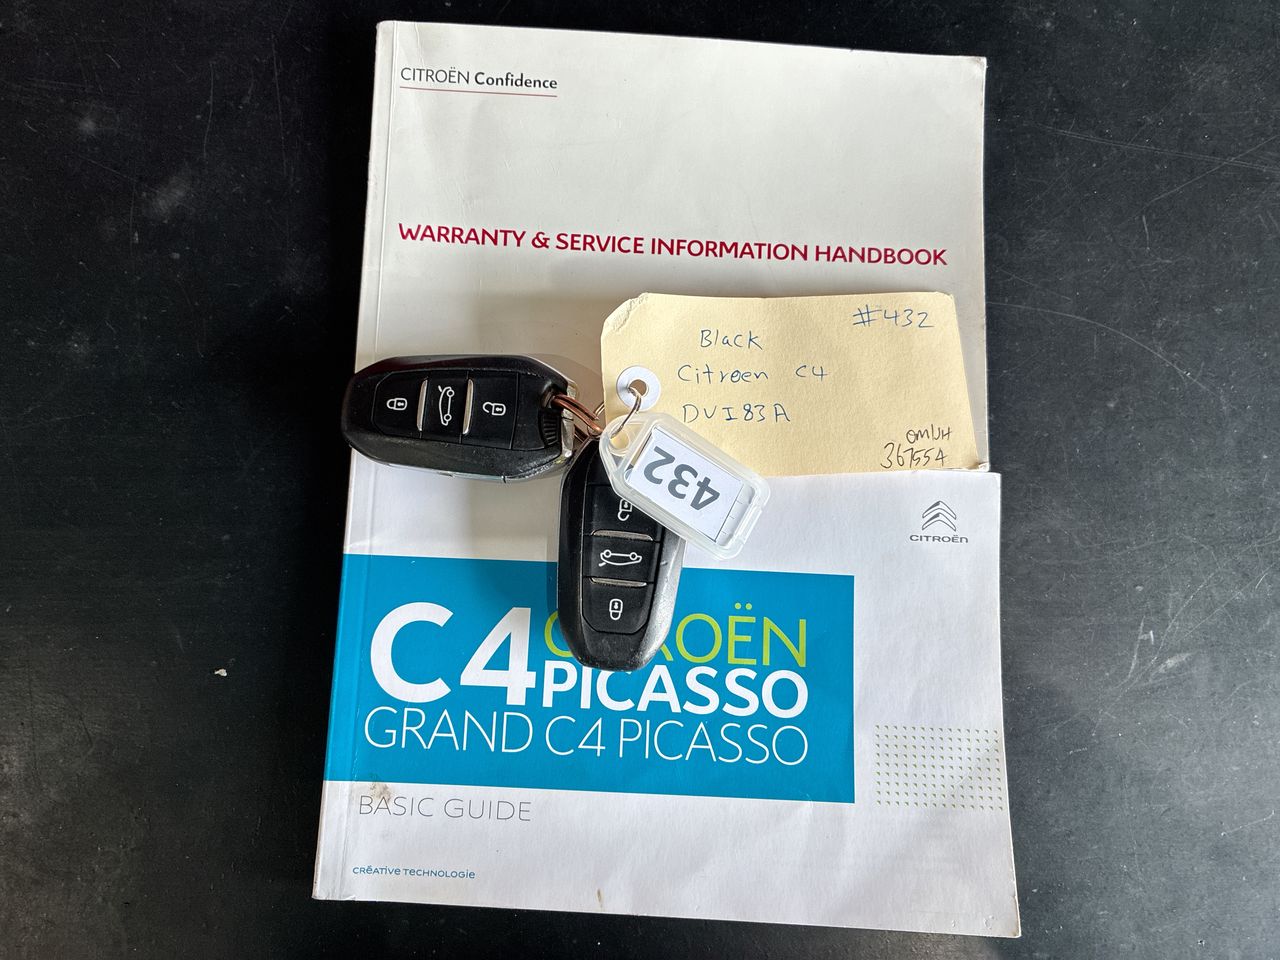 CITROËN Confidence
WARRANTY & SERVICE INFORMATION HANDBOOK
#432
Black
Citroen C4
DVI83A
367554
432
CITROËN
C4 PICASSO
GRAND C4 PICASSO
BASIC GUIDE
CRÉATIVE TECHNOLOGIE